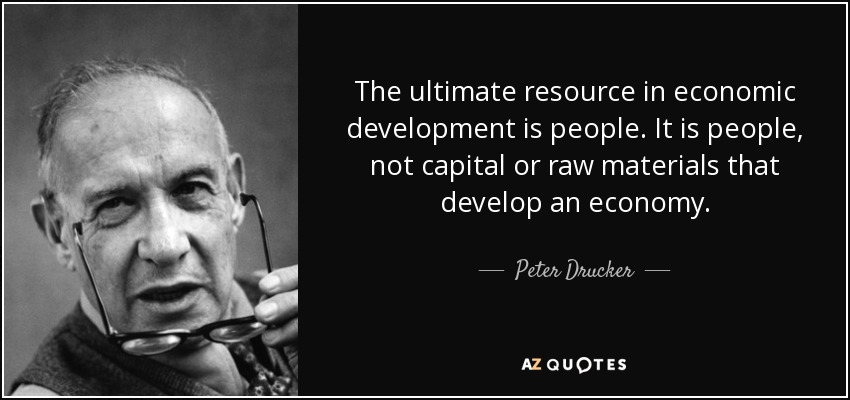 The ultimate resource in economic
development is people. It is people,
not capital or raw materials that
develop an economy.
Peter Drucker
AZ QUOTES